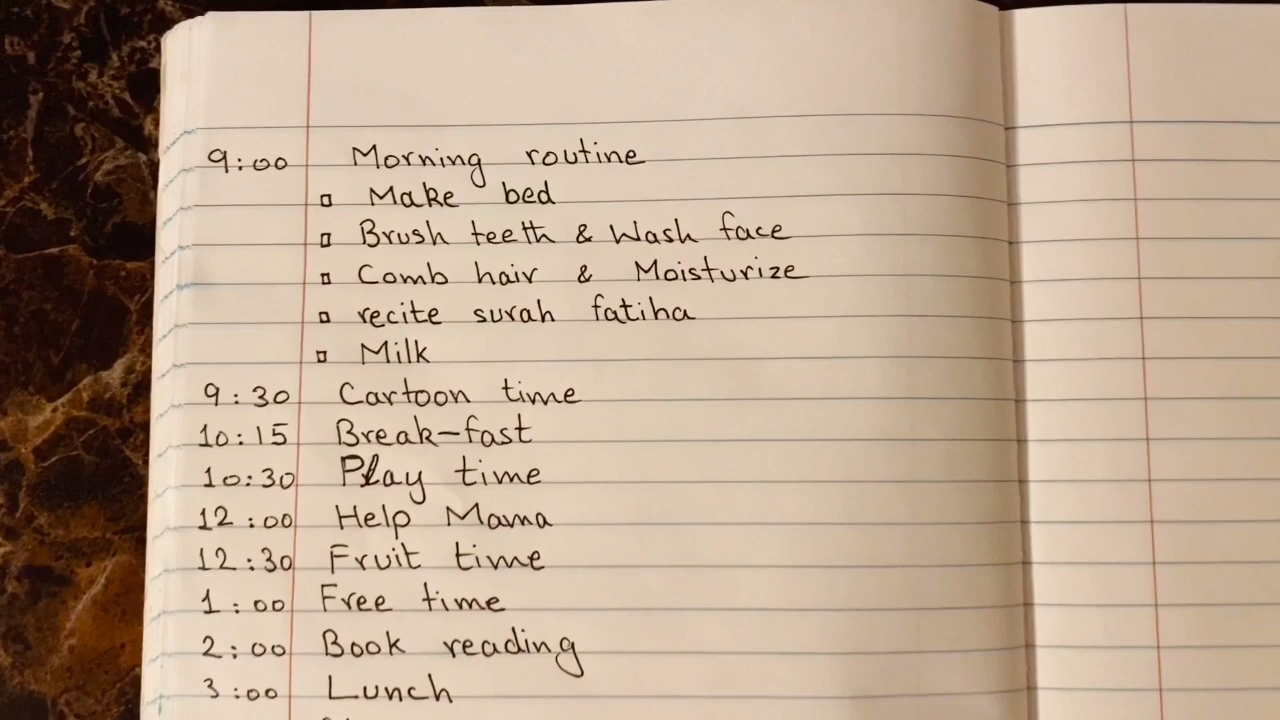 9:00 Morning routine
▫ Make bed
▫ Brush teeth & Wash face
▫ Comb hair & Moisturize
▫ recite surah fatiha
▫ Milk
9:30 Cartoon time
10:15 Break-fast
10:30 Play time
12:00 Help Mama
12:30 Fruit time
1:00 Free time
2:00 Book reading
3:00 Lunch